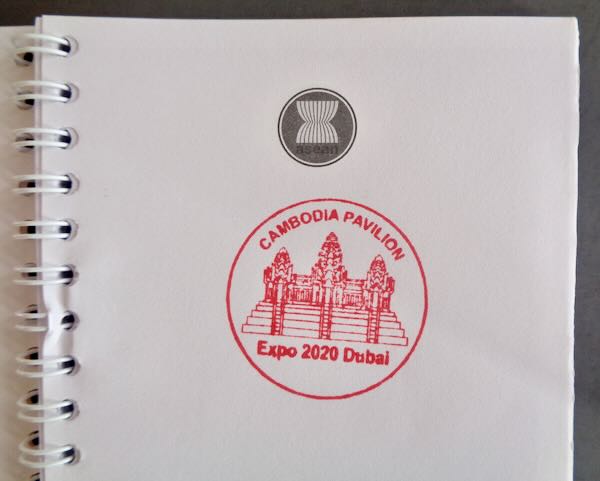 asean
CAMBODIA PAVILION
Expo 2020 Dubai